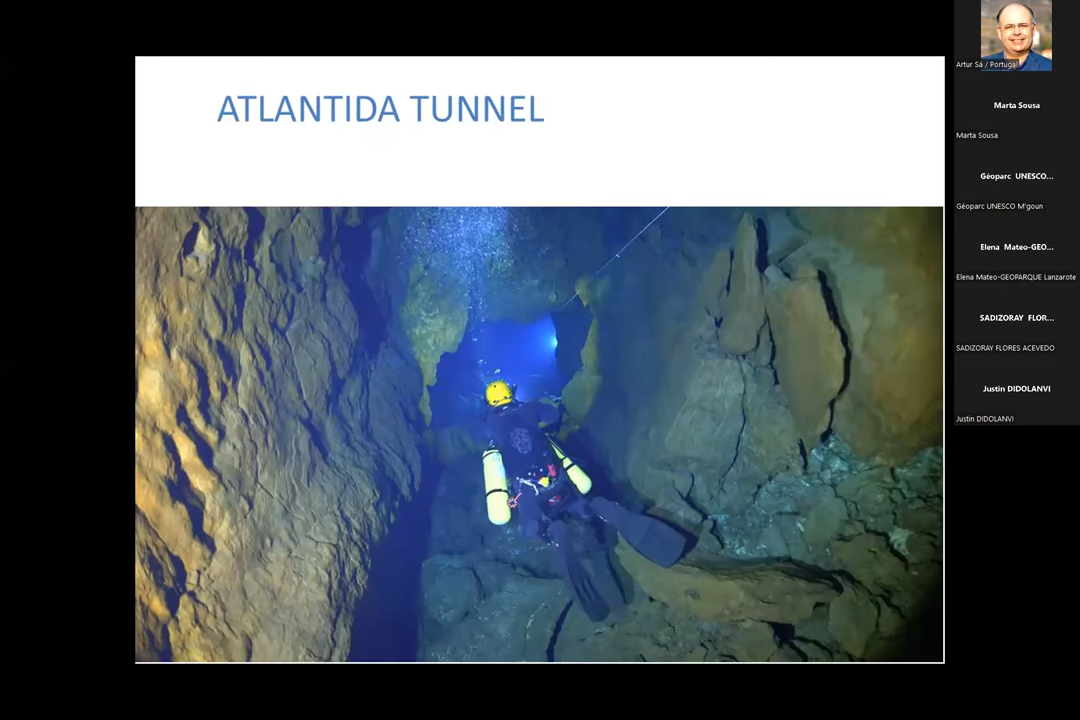 ATLANTIDA TUNNEL
Artur Sá / Portugal
Marta Sousa
Marta Sousa
Géoparc UNESCO...
Géoparc UNESCO M'goun
Elena Mateo-GEO...
Elena Mateo-GEOPARQUE Lanzarote
SADIZORAY FLOR...
SADIZORAY FLORES ACEVEDO
Justin DIDOLANVI
Justin DIDOLANVI